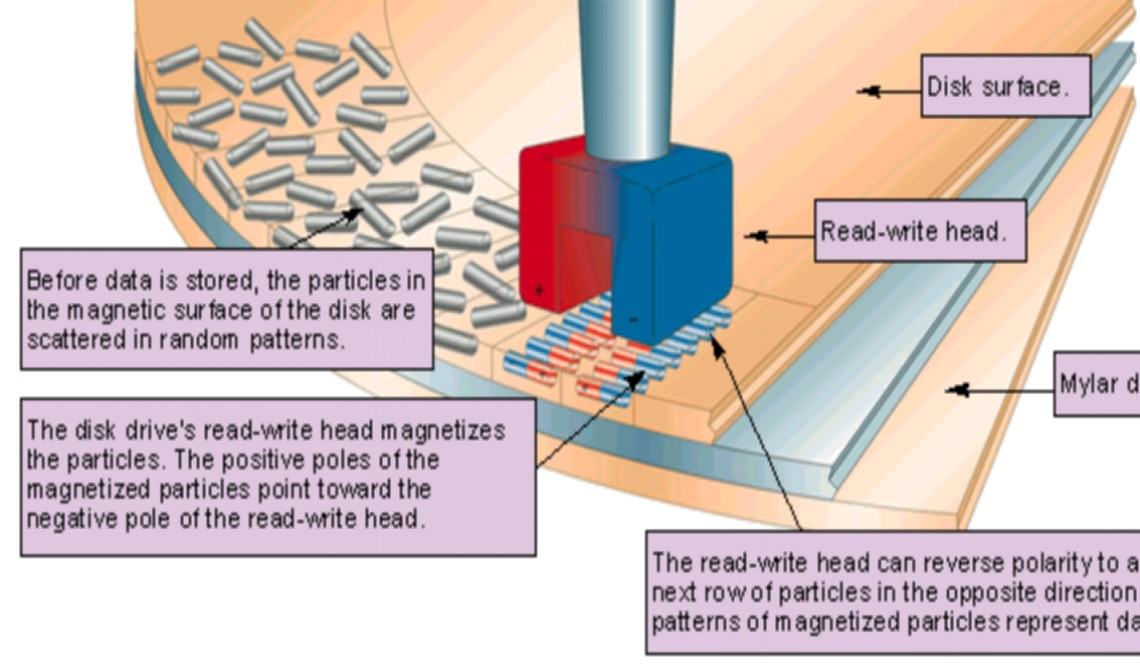 Disk surface.
Read-write head.
Before data is stored, the particles in
the magnetic surface of the disk are
scattered in random patterns.
Mylar
The disk drive's read-write head magnetizes
the particles. The positive poles of the
magnetized particles point toward the
negative pole of the read-write head.
The read-write head can reverse polarity to
next row of particles in the opposite direction
patterns of magnetized particles represent
+
-